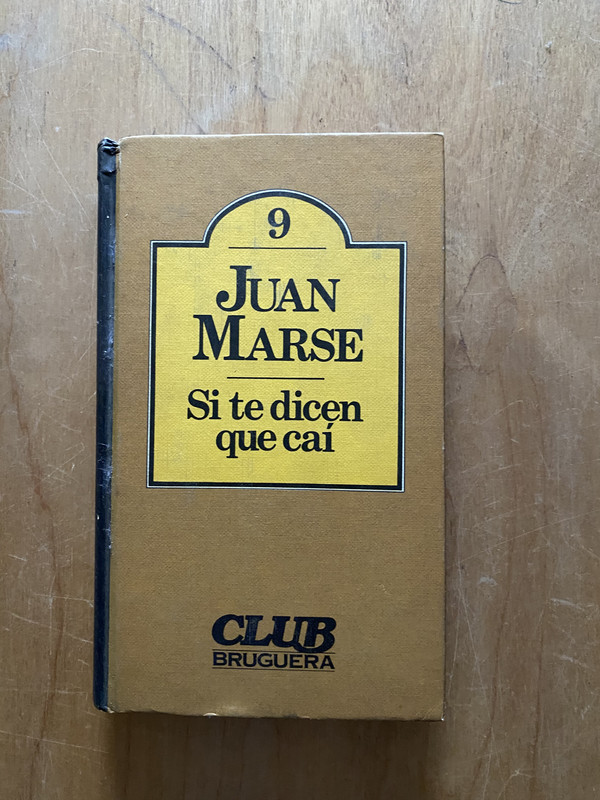 9
JUAN
MARSE
Si te dicen
que caí
CLUB
BRUGUERA